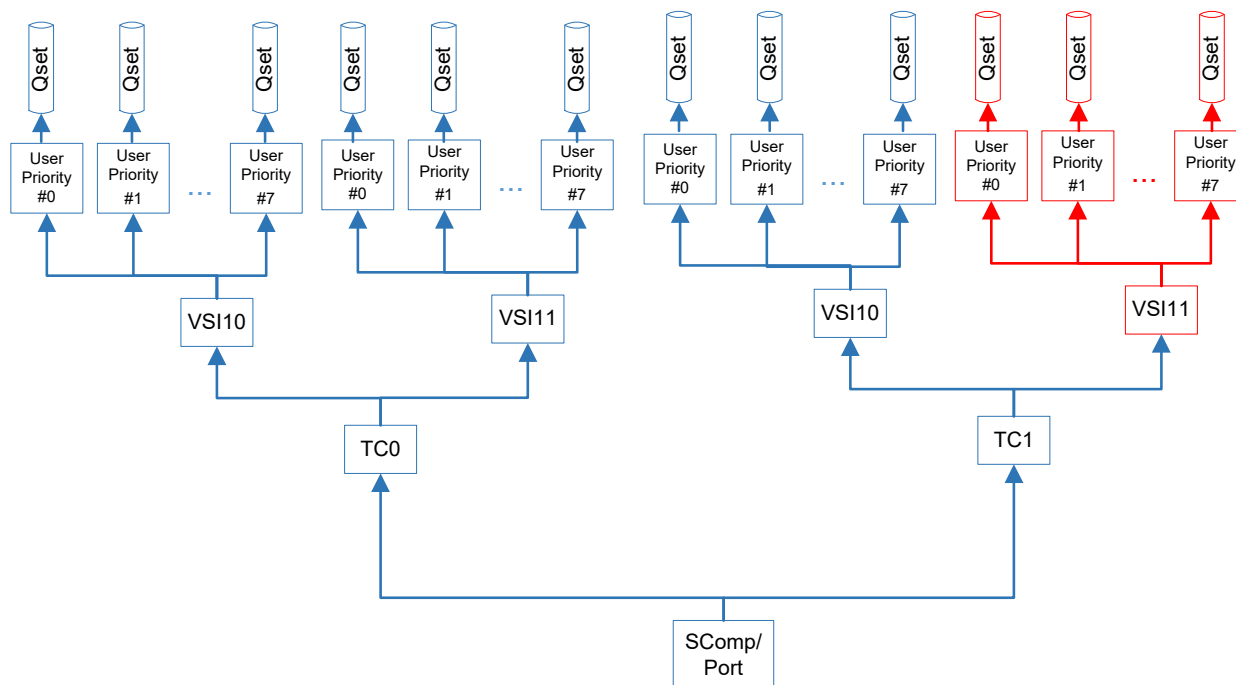 Qset
Qset
Qset
Qset
Qset
Qset
Qset
Qset
Qset
Qset
Qset
Qset
User
Priority
#0
User
Priority
#1
...
User
Priority
#7
User
Priority
#0
User
Priority
#1
...
User
Priority
#7
User
Priority
#0
User
Priority
#1
...
User
Priority
#7
User
Priority
#0
User
Priority
#1
...
User
Priority
#7
VSI10
VSI11
VSI10
VSI11
TC0
TC1
SComp/
Port